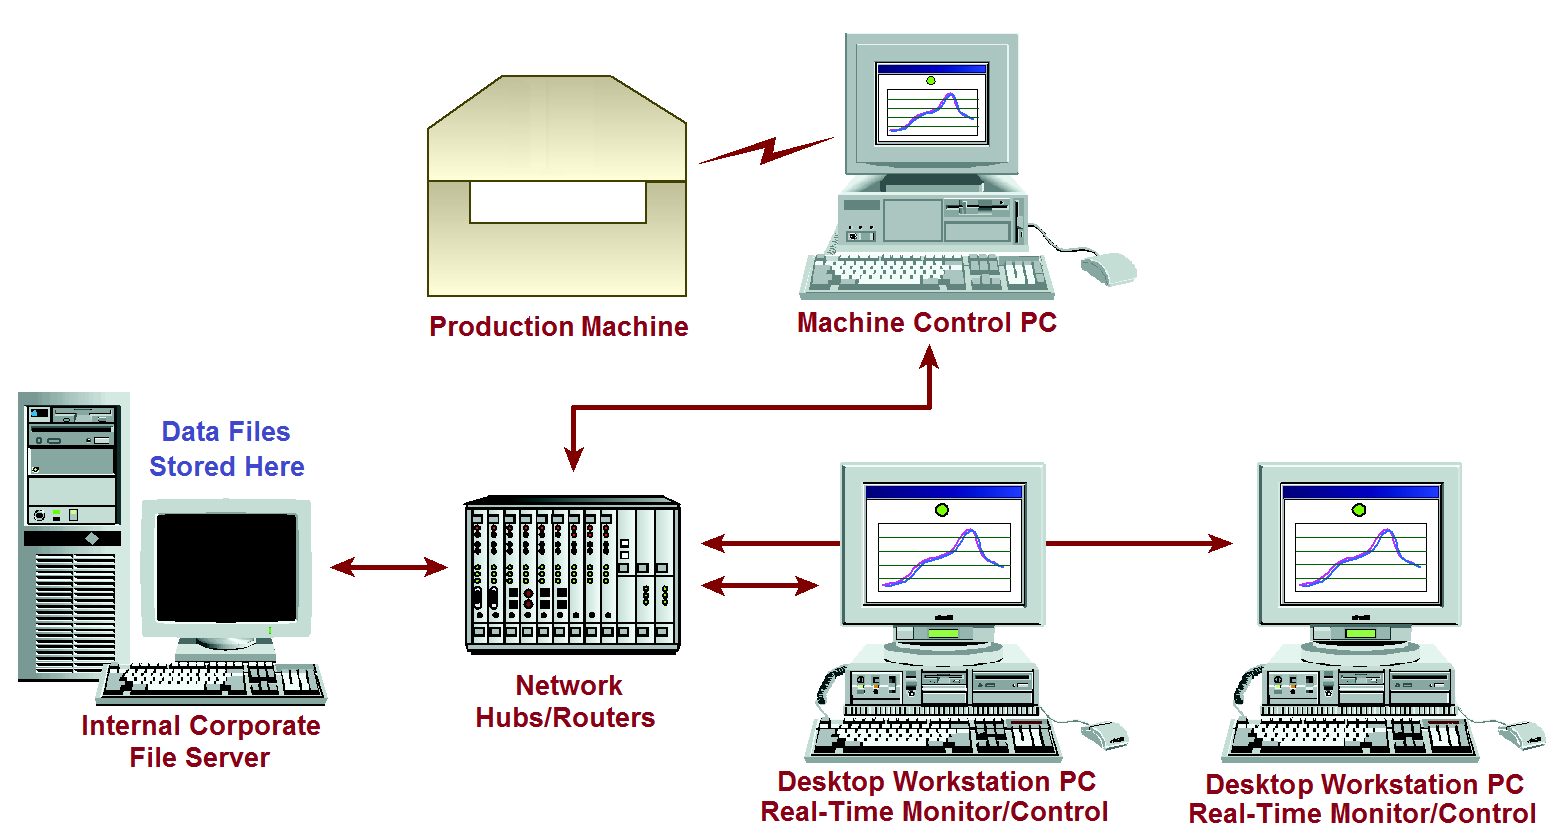 Production Machine
Machine Control PC
Data Files
Stored Here
Internal Corporate
File Server
Network
Hubs/Routers
Desktop Workstation PC
Real-Time Monitor/Control
Desktop Workstation PC
Real-Time Monitor/Control